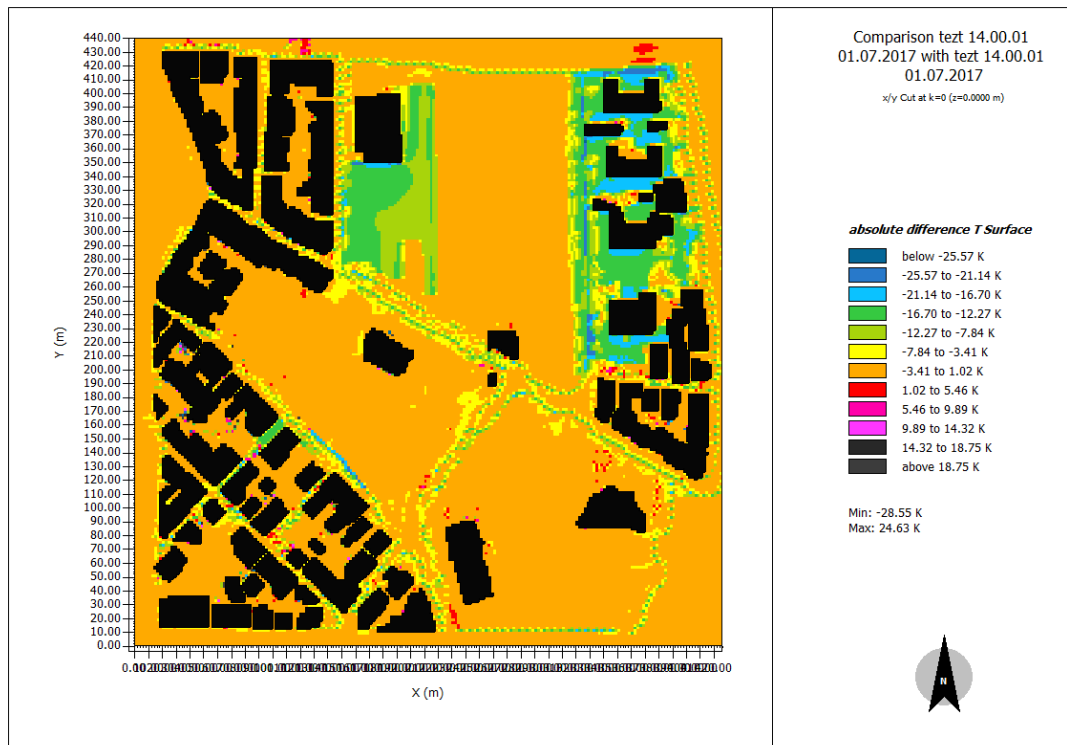 Comparison tezt 14.00.01
01.07.2017 with tezt 14.00.01
01.07.2017
x/y Cut at k=0 (z=0.0000 m)
absolute difference T Surface
below -25.57 K
-25.57 to -21.14 K
-21.14 to -16.70 K
-16.70 to -12.27 K
-12.27 to -7.84 K
-7.84 to -3.41 K
-3.41 to 1.02 K
1.02 to 5.46 K
5.46 to 9.89 K
9.89 to 14.32 K
14.32 to 18.75 K
above 18.75 K
Min: -28.55 K
Max: 24.63 K
N
Y (m)
440.00
430.00
420.00
410.00
400.00
390.00
380.00
370.00
360.00
350.00
340.00
330.00
320.00
310.00
300.00
290.00
280.00
270.00
260.00
250.00
240.00
230.00
220.00
210.00
200.00
190.00
180.00
170.00
160.00
150.00
140.00
130.00
120.00
110.00
100.00
90.00
80.00
70.00
60.00
50.00
40.00
30.00
20.00
10.00
0.00
X (m)